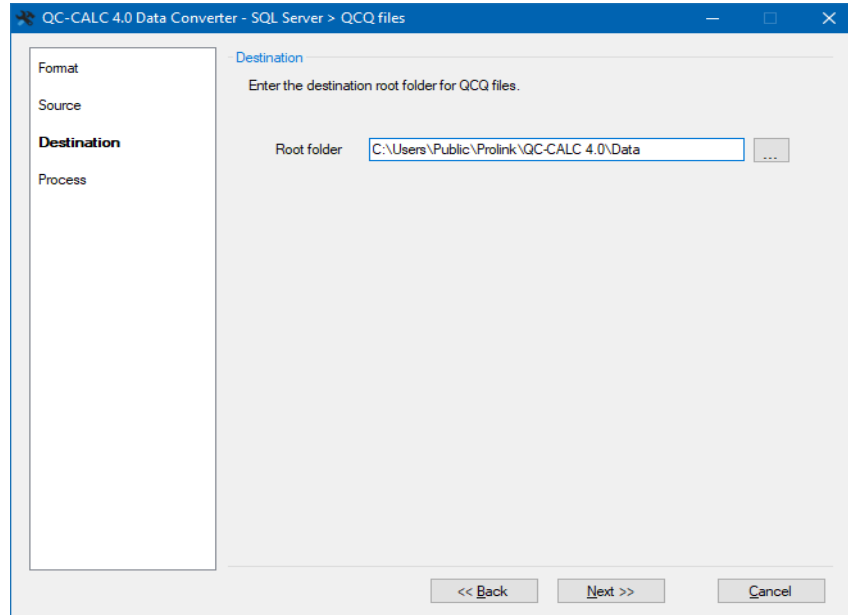 QC-CALC 4.0 Data Converter - SQL Server > QCQ files
Format
Source
Destination
Process
Destination
Enter the destination root folder for QCQ files.
Root folder
C:\Users\Public\Prolink\QC-CALC 4.0\Data
...
<< Back
Next >>
Cancel